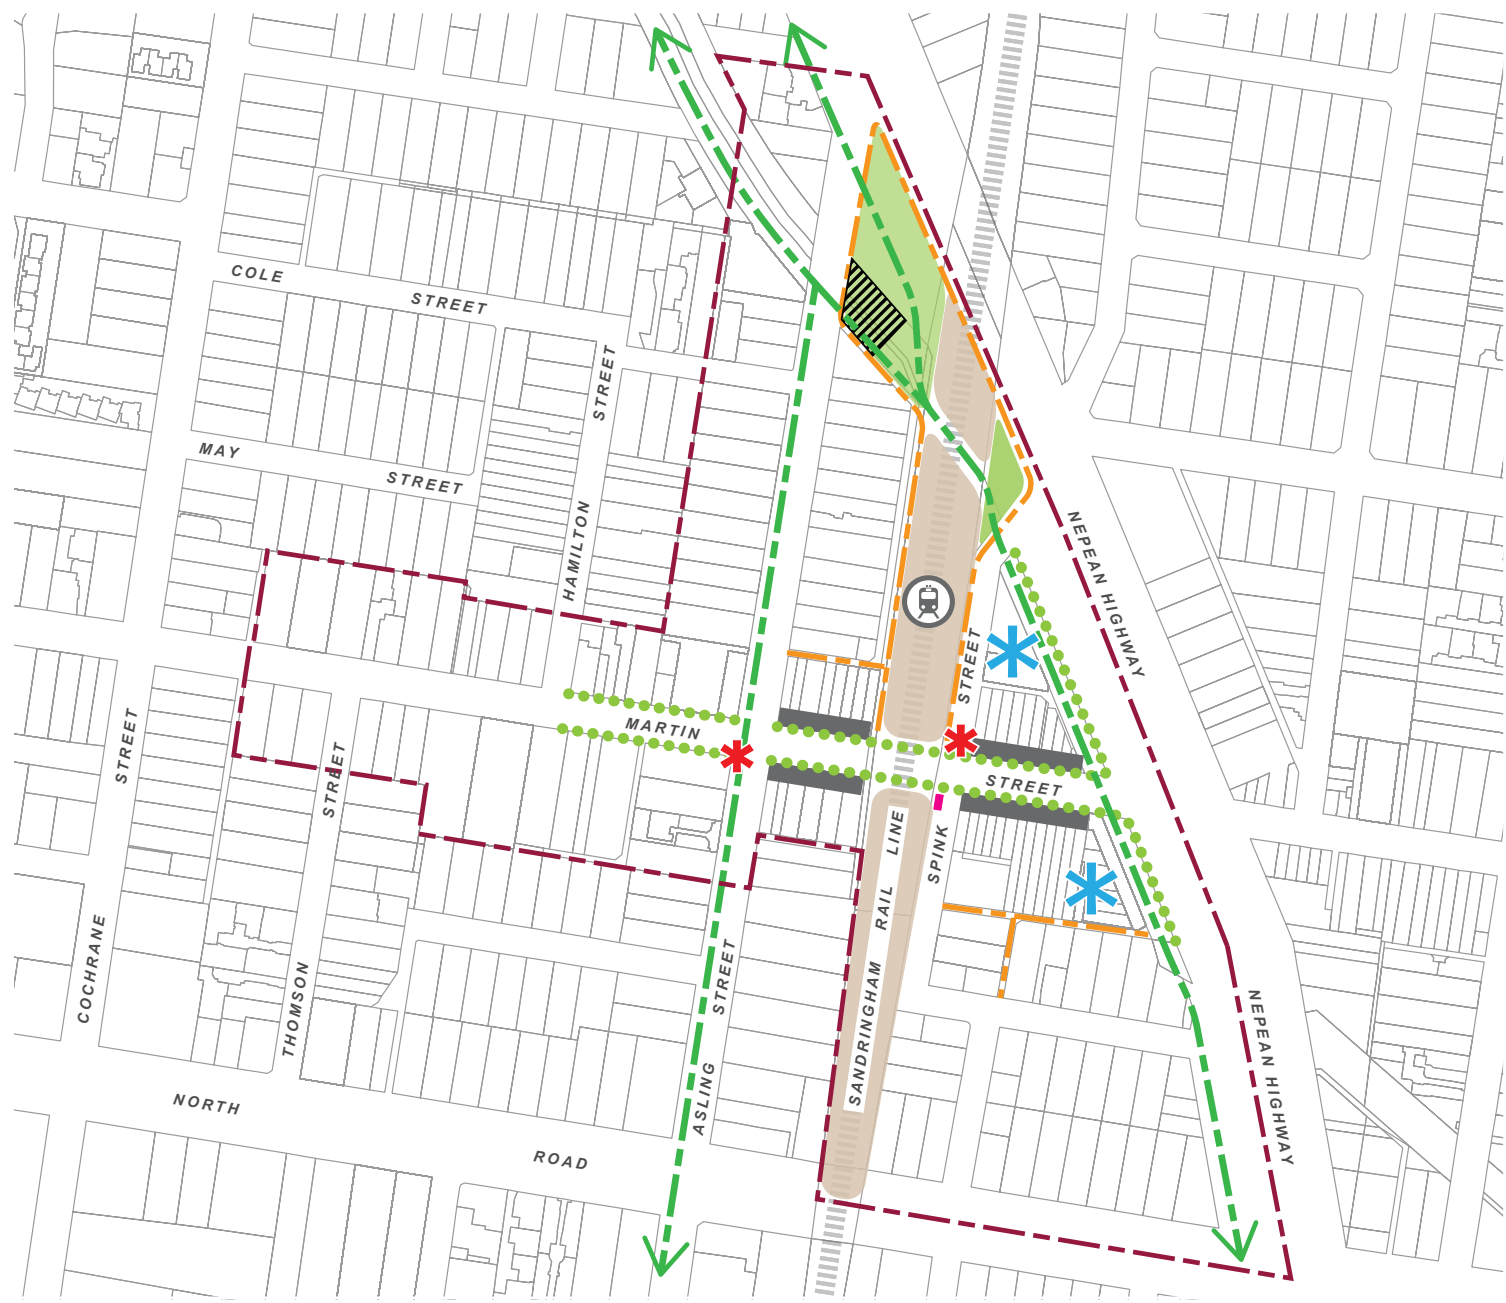 COLE
STREET
MAY
STREET
STREET
HAMILTON
NEPEAN HIGHWAY
STREET
MARTIN
STREET
STREET
STREET
SPINK
SANDRINGHAM RAIL LINE
COCHRANE
THOMSON
STREET
ASLING
NEPEAN HIGHWAY
NORTH
ROAD